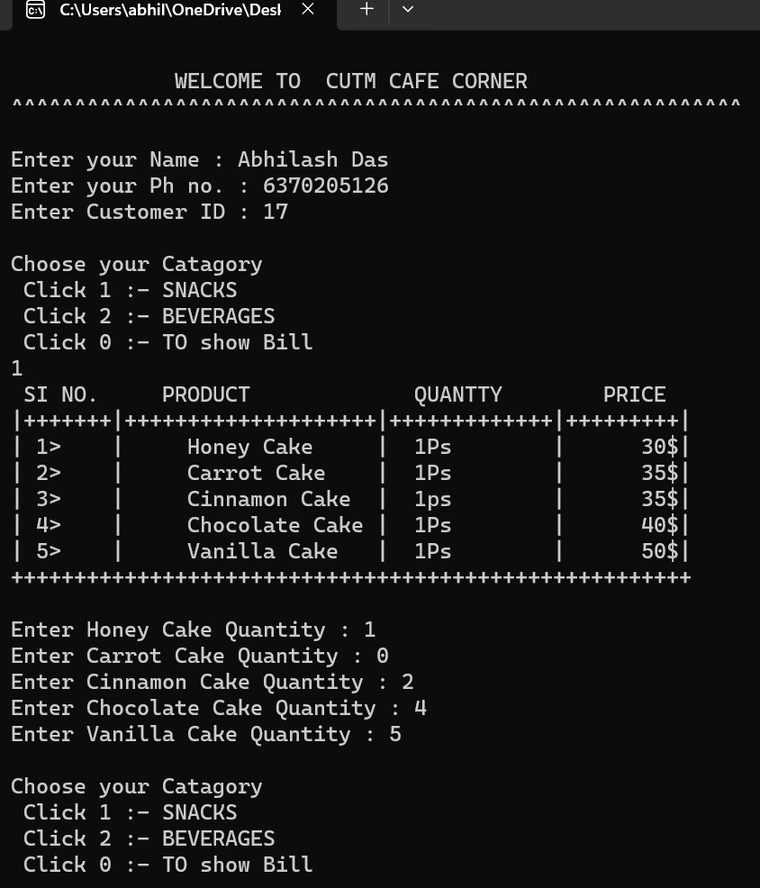 C:\Users\abhil\OneDrive\Desl
WELCOME TO  CUTM CAFE CORNER
^^^^^^^^^^^^^^^^^^^^^^^^^^^^^^^^^^^^^^^^^^^^^^^^^^^^^^^^^^
Enter your Name : Abhilash Das
Enter your Ph no. : 6370205126
Enter Customer ID : 17
Choose your Catagory
 Click 1 :- SNACKS
 Click 2 :- BEVERAGES
 Click 0 :- TO show Bill
1
 SI NO.     PRODUCT             QUANTTY        PRICE
|+++++++|++++++++++++++++++++|+++++++++++++|+++++++++|
| 1>    |     Honey Cake     |  1Ps        |      30$|
| 2>    |     Carrot Cake    |  1Ps        |      35$|
| 3>    |     Cinnamon Cake  |  1ps        |      35$|
| 4>    |     Chocolate Cake |  1Ps        |      40$|
| 5>    |     Vanilla Cake   |  1Ps        |      50$|
++++++++++++++++++++++++++++++++++++++++++++++++++++++
Enter Honey Cake Quantity : 1
Enter Carrot Cake Quantity : 0
Enter Cinnamon Cake Quantity : 2
Enter Chocolate Cake Quantity : 4
Enter Vanilla Cake Quantity : 5
Choose your Catagory
 Click 1 :- SNACKS
 Click 2 :- BEVERAGES
 Click 0 :- TO show Bill